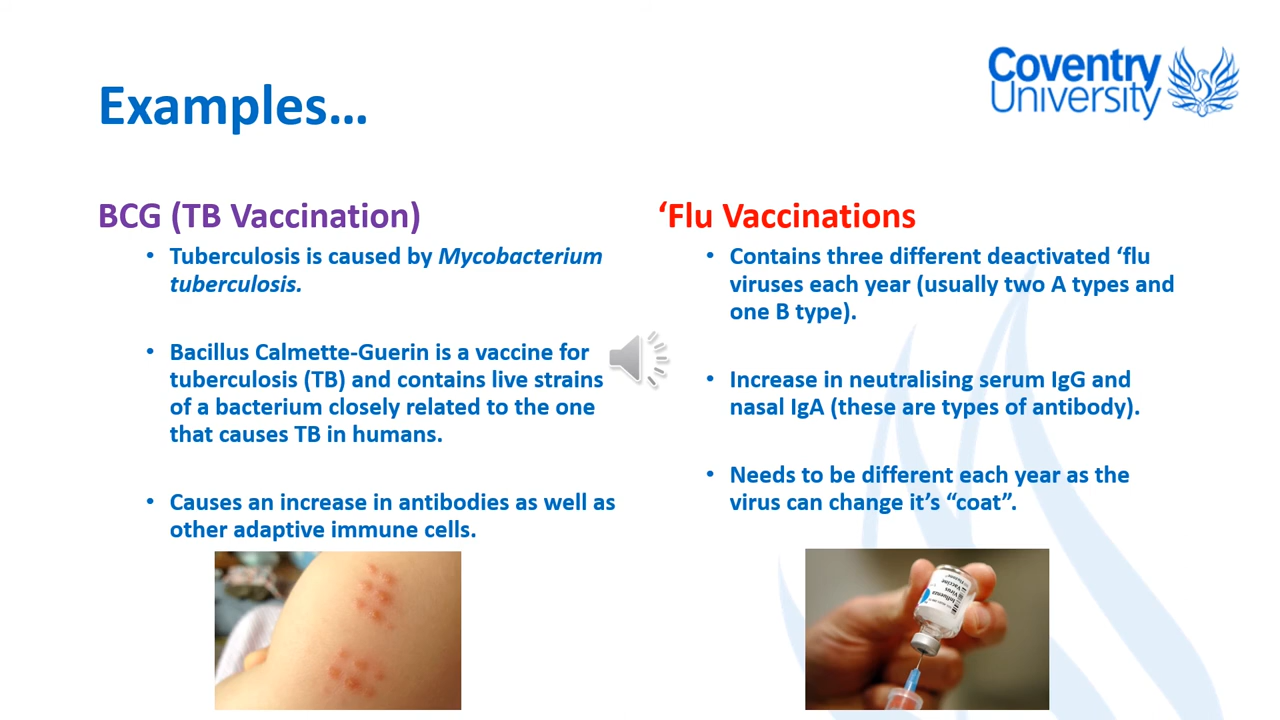 Coventry
University
Examples…
BCG (TB Vaccination)
• Tuberculosis is caused by Mycobacterium
tuberculosis.
• Bacillus Calmette-Guerin is a vaccine for
tuberculosis (TB) and contains live strains
of a bacterium closely related to the one
that causes TB in humans.
• Causes an increase in antibodies as well as
other adaptive immune cells.
‘Flu Vaccinations
• Contains three different deactivated ‘flu
viruses each year (usually two A types and
one B type).
• Increase in neutralising serum IgG and
nasal IgA (these are types of antibody).
• Needs to be different each year as the
virus can change it’s “coat”.
Influenza
Virus
Vaccine